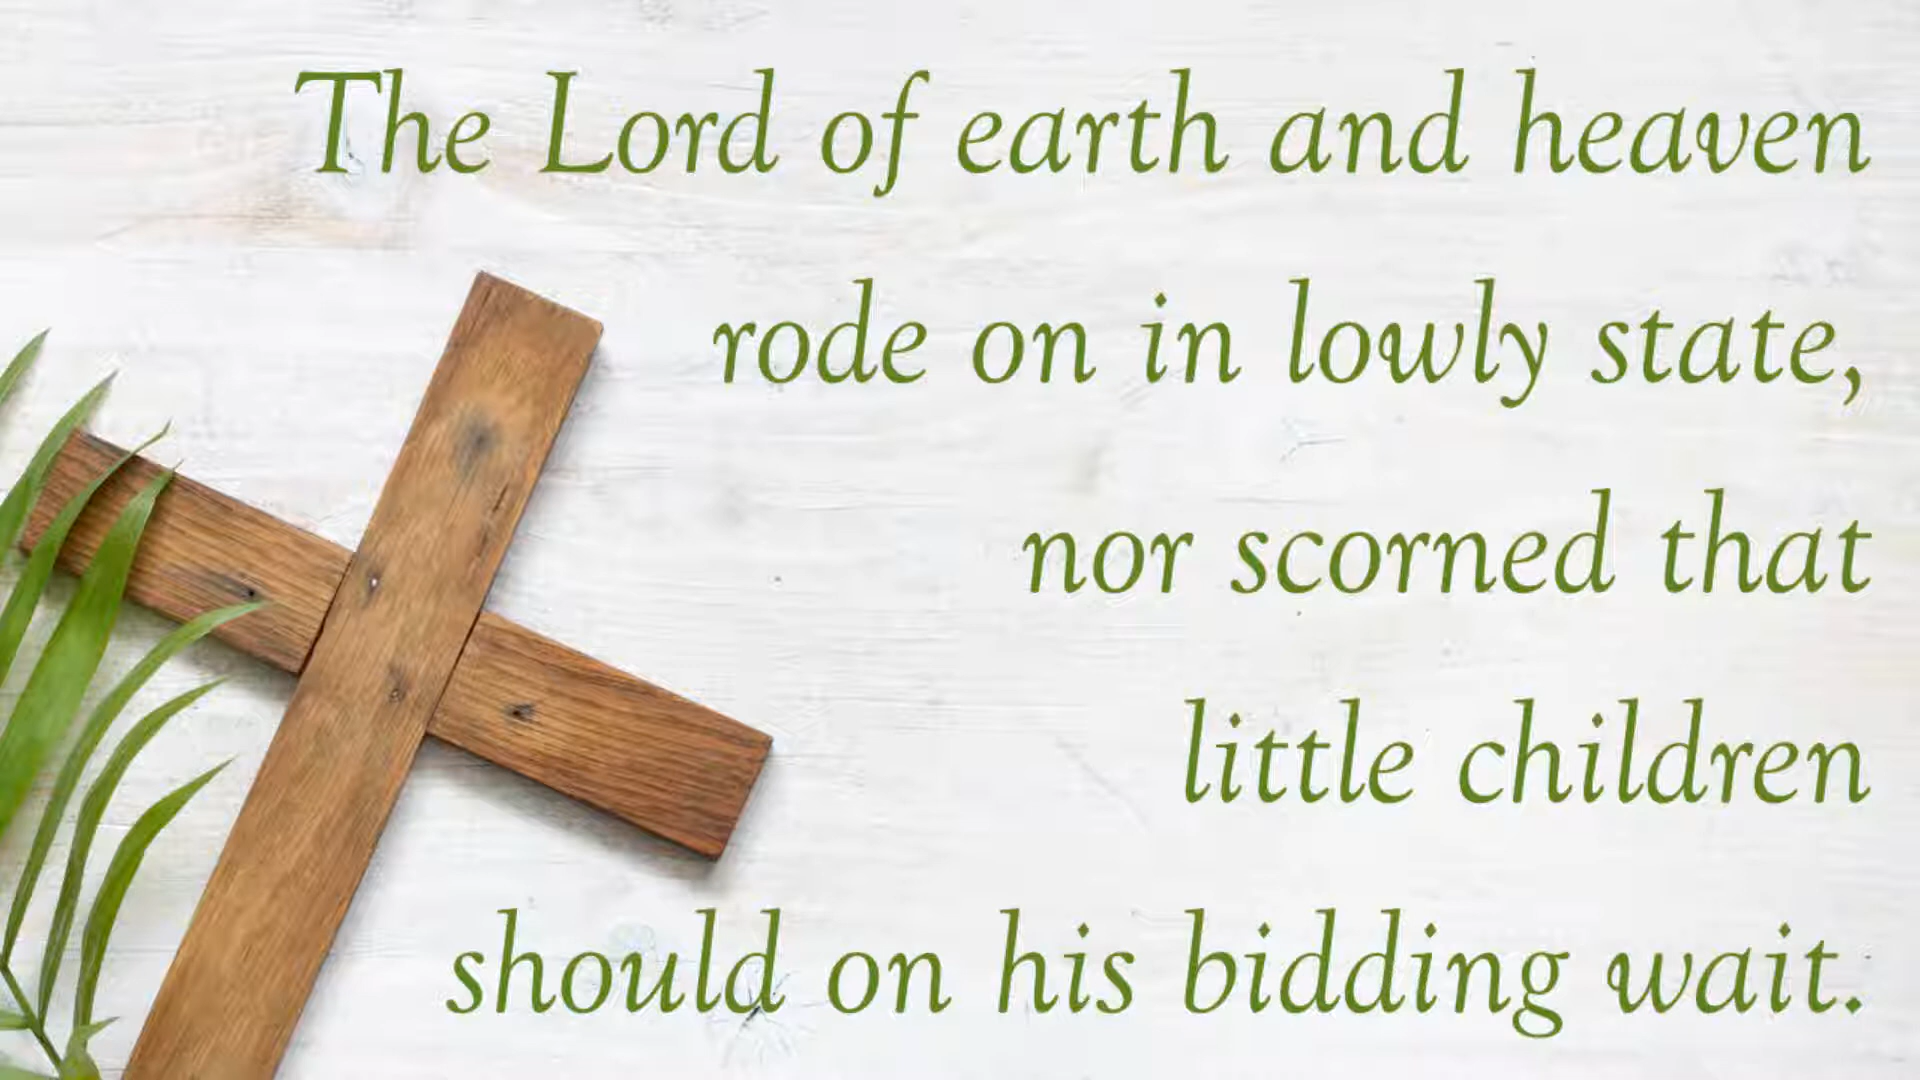 The Lord of earth and heaven
rode on in lowly state,
nor scorned that
little children
should on his bidding wait.